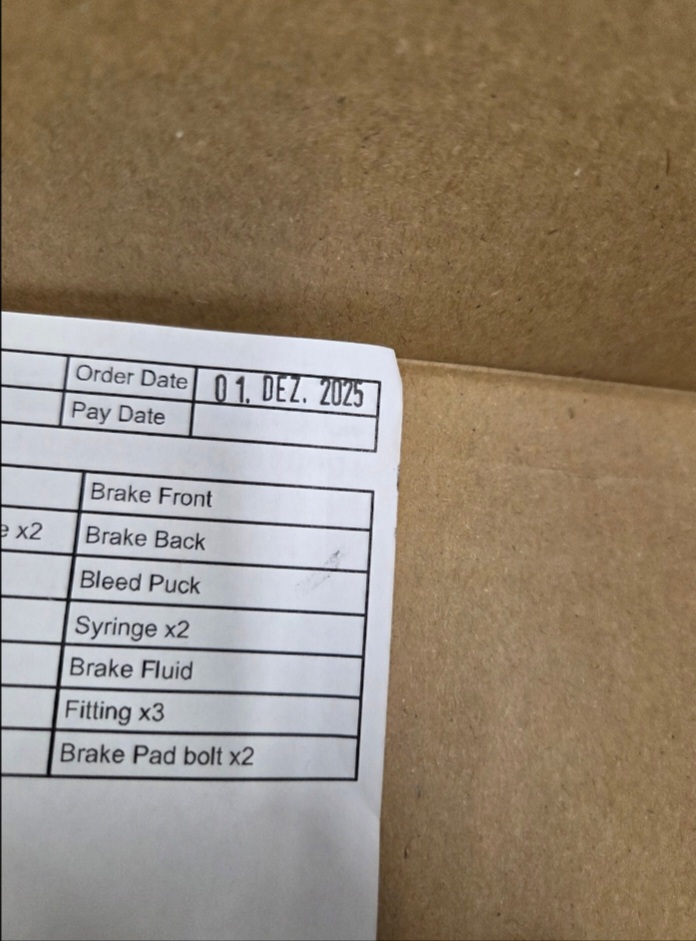 Order Date 01. DEZ. 2025
Pay Date
Brake Front
x2 Brake Back
Bleed Puck
Syringe x2
Brake Fluid
Fitting x3
Brake Pad bolt x2